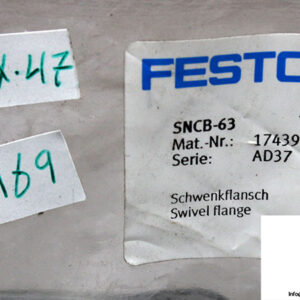 X.47
169
FESTO
SNCB-63
Mat.-Nr.: 17439
Serie: AD37
Schwenkflansch
Swivel flange